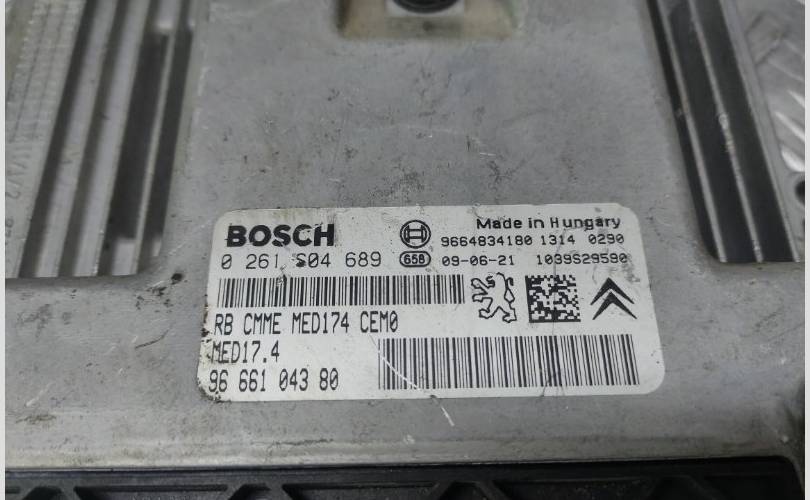 BOSCH
Made in Hungary
9664834180 1314 0290
0 261 S04 689
658 09-06-21 1039S29590
RB CMME MED174 CEM0
MED17.4
96 661 043 80